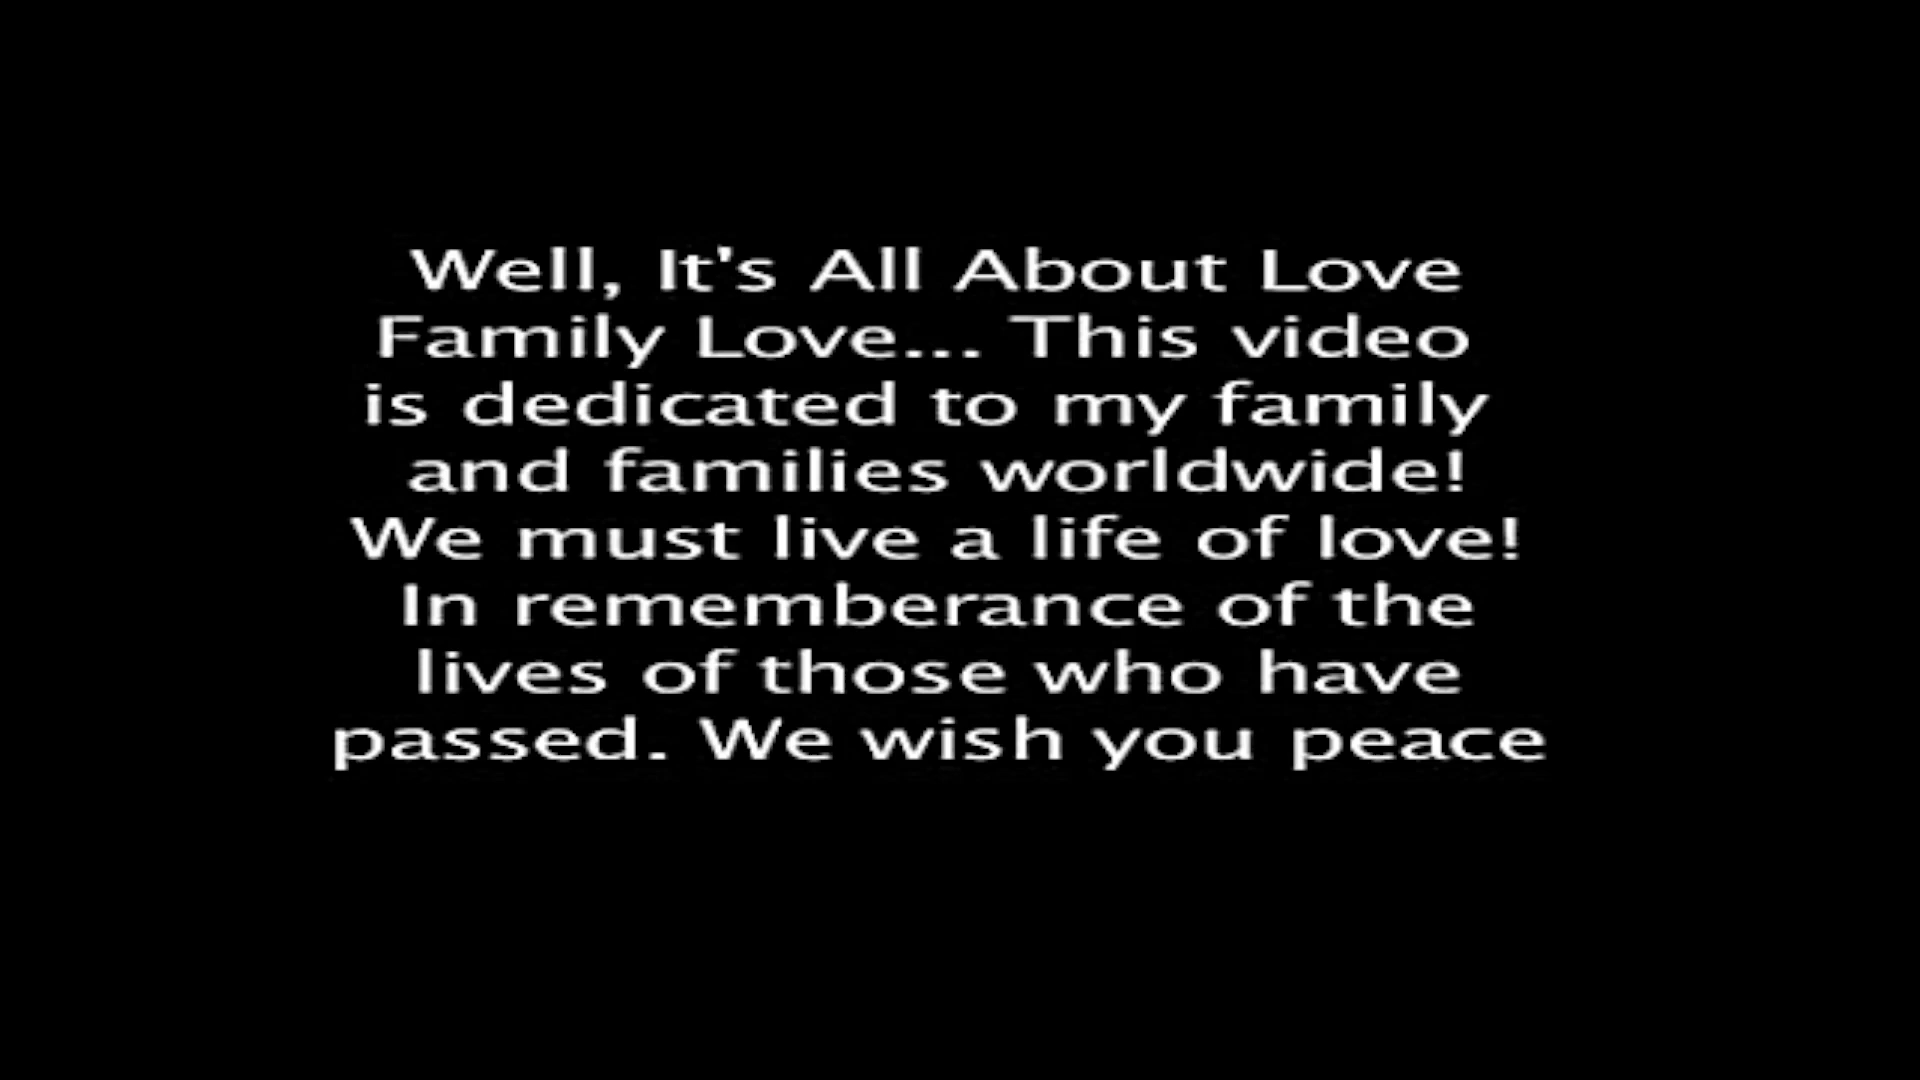 Well, It's All About Love
Family Love... This video
is dedicated to my family
and families worldwide!
We must live a life of love!
In rememberance of the
lives of those who have
passed. We wish you peace